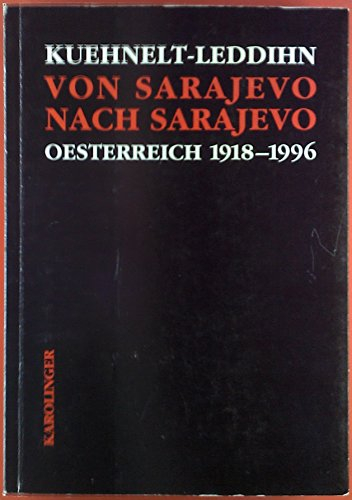 KUEHNELT-LEDDIHN
VON SARAJEVO
NACH SARAJEVO
OESTERREICH 1918–1996
KAROLINGER